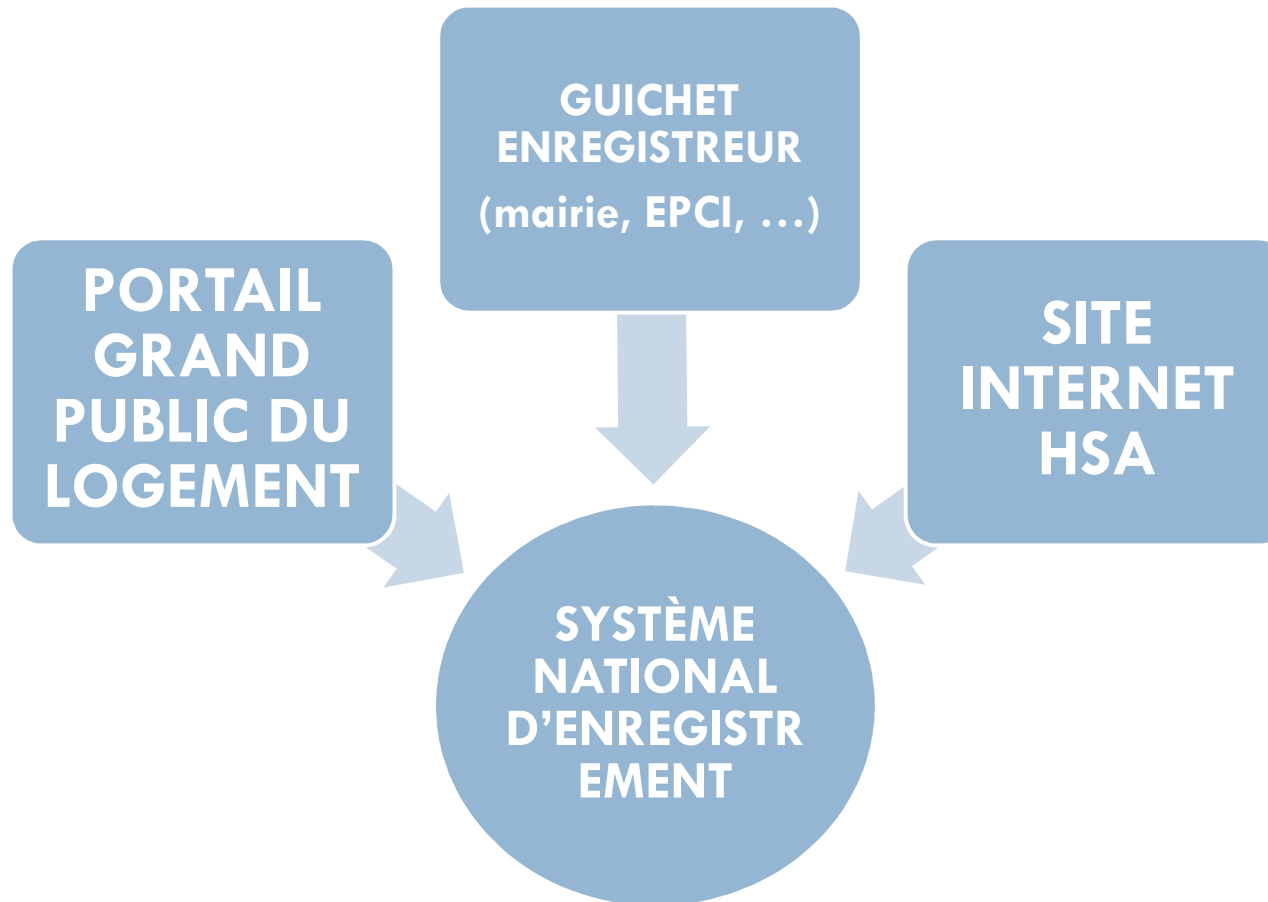 GUICHET
ENREGISTREUR
(mairie, EPCI, ...)
PORTAIL
GRAND
PUBLIC DU
LOGEMENT
SITE
INTERNET
HSA
SYSTÈME
NATIONAL
D’ENREGISTR
EMENT